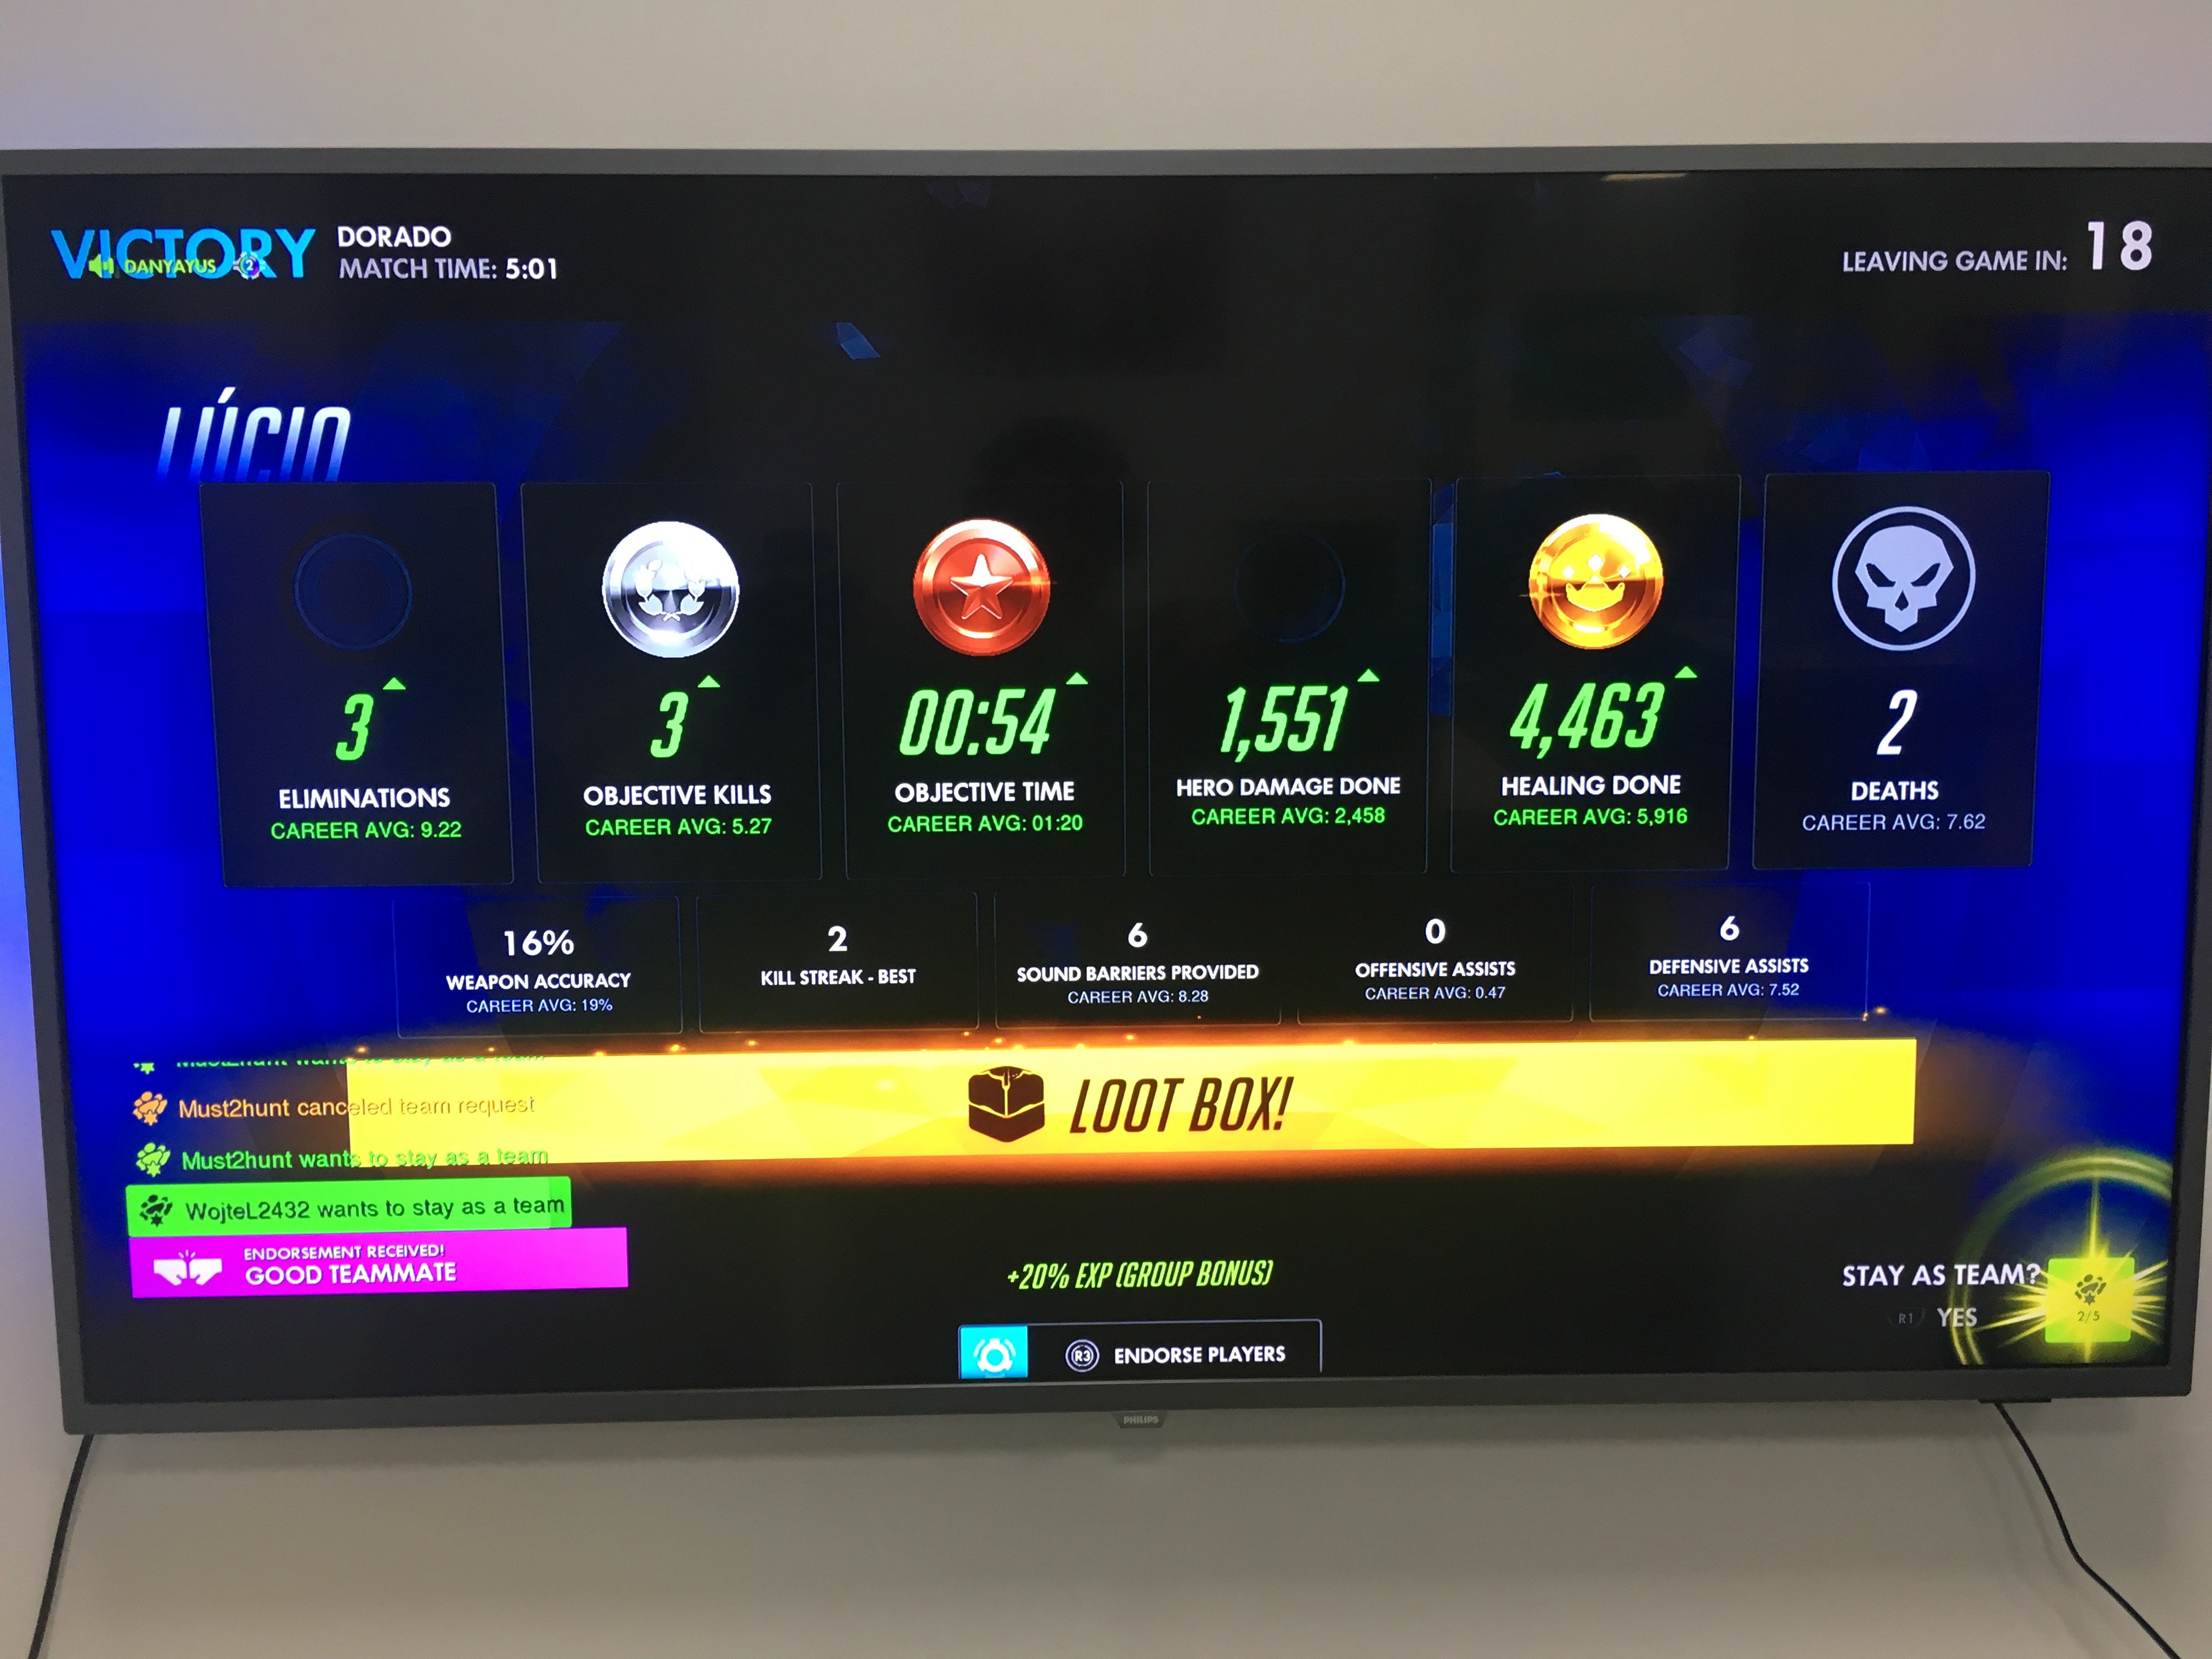 VICTORY
DANYAYUS 2
DORADO
MATCH TIME: 5:01
LEAVING GAME IN: 18
LÚCIO
3
ELIMINATIONS
CAREER AVG: 9.22
3
OBJECTIVE KILLS
CAREER AVG: 5.27
00:54
OBJECTIVE TIME
CAREER AVG: 01:20
1,551
HERO DAMAGE DONE
CAREER AVG: 2,458
4,463
HEALING DONE
CAREER AVG: 5,916
2
DEATHS
CAREER AVG: 7.62
16%
WEAPON ACCURACY
CAREER AVG: 19%
2
KILL STREAK - BEST
6
SOUND BARRIERS PROVIDED
CAREER AVG: 8.28
0
OFFENSIVE ASSISTS
CAREER AVG: 0.47
6
DEFENSIVE ASSISTS
CAREER AVG: 7.52
Must2hunt wants to stay as a team
Must2hunt canceled team request
Must2hunt wants to stay as a team
WojteL2432 wants to stay as a team
LOOT BOX!
ENDORSEMENT RECEIVED!
GOOD TEAMMATE
+20% EXP (GROUP BONUS)
STAY AS TEAM?
R1 YES
2/5
R3 ENDORSE PLAYERS
PHILIPS